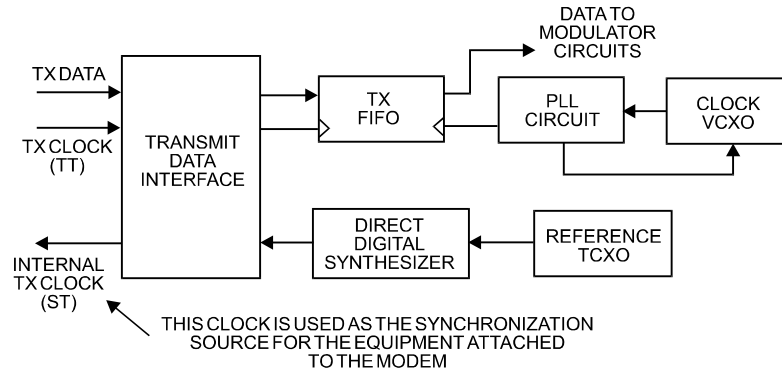 DATA TO
MODULATOR
CIRCUITS
TX DATA
TX CLOCK
(TT)
TRANSMIT
DATA
INTERFACE
TX
FIFO
PLL
CIRCUIT
CLOCK
VCXO
INTERNAL
TX CLOCK
(ST)
DIRECT
DIGITAL
SYNTHESIZER
REFERENCE
TCXO
THIS CLOCK IS USED AS THE SYNCHRONIZATION
SOURCE FOR THE EQUIPMENT ATTACHED
TO THE MODEM